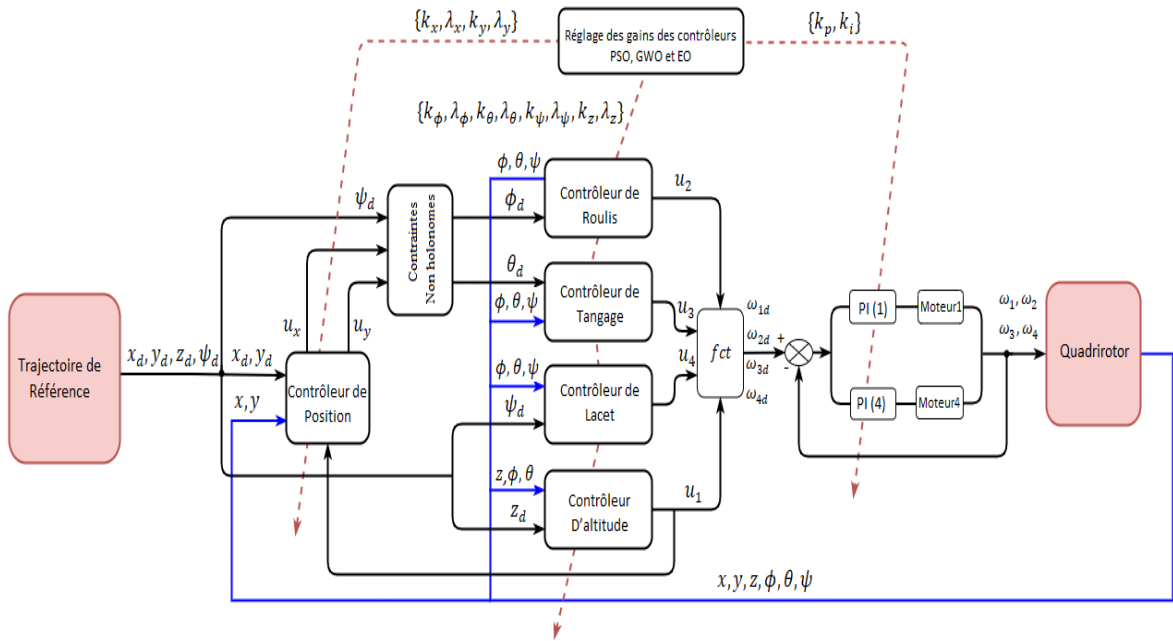 {k_x, λ_x, k_y, λ_y}
Réglage des gains des contrôleurs
PSO, GWO et EO
{k_p, k_i}
{k_ϕ, λ_ϕ, k_θ, λ_θ, k_ψ, λ_ψ, k_z, λ_z}
ϕ, θ, ψ
Contrôleur de
Roulis
u_2
ψ_d
ϕ_d
Contraintes
Non holonomes
θ_d
ϕ, θ, ψ
Contrôleur de
Tangage
u_3
u_x
u_y
Trajectoire de
Référence
x_d, y_d, z_d, ψ_d
x_d, y_d
x, y
Contrôleur de
Position
ϕ, θ, ψ
ψ_d
Contrôleur de
Lacet
u_4
fct
ω_1d
ω_2d
ω_3d
ω_4d
+
-
PI (1)
Moteur1
PI (4)
Moteur4
ω_1, ω_2
ω_3, ω_4
Quadrirotor
z, ϕ, θ
z_d
Contrôleur
D'altitude
u_1
x, y, z, ϕ, θ, ψ